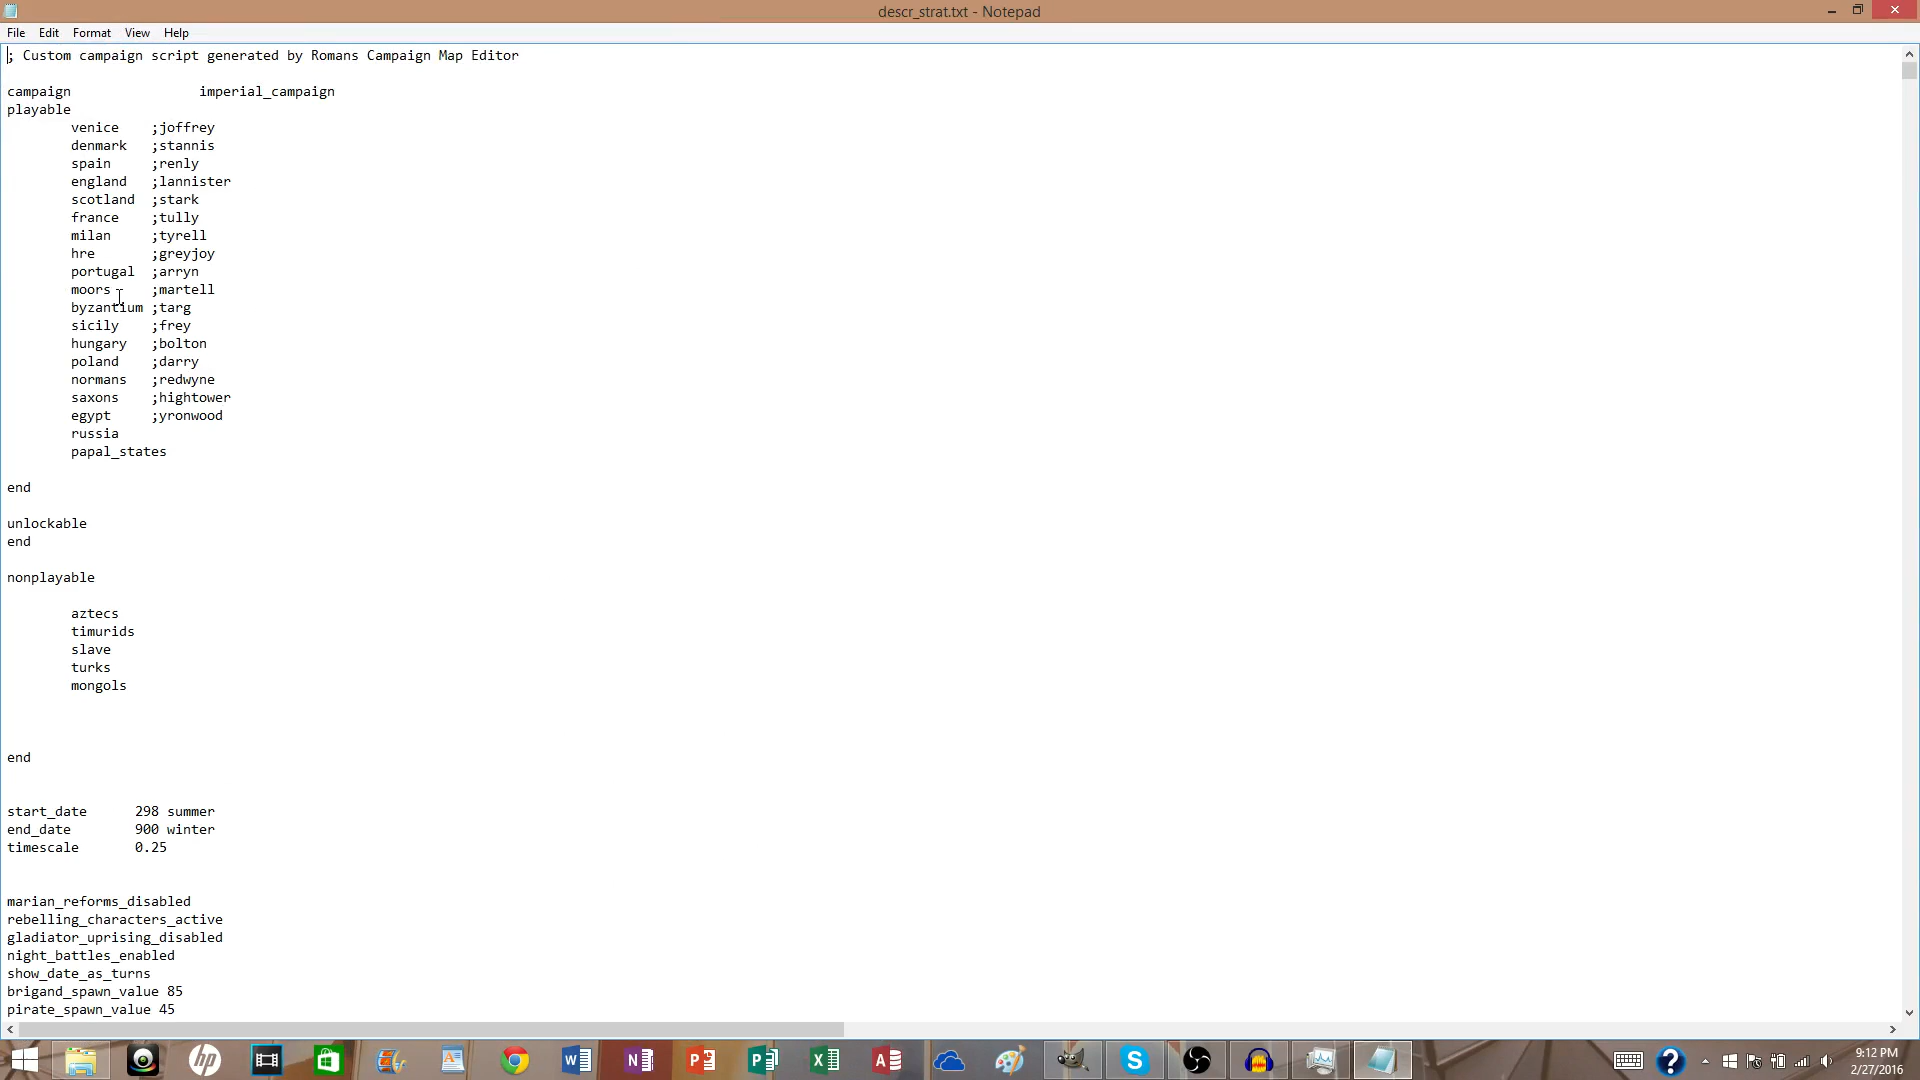 descr_strat.txt - Notepad
File Edit Format View Help
; Custom campaign script generated by Romans Campaign Map Editor
campaign imperial_campaign
playable
venice ;joffrey
denmark ;stannis
spain ;renly
england ;lannister
scotland ;stark
france ;tully
milan ;tyrell
hre ;greyjoy
portugal ;arryn
moors ;martell
byzantium ;targ
sicily ;frey
hungary ;bolton
poland ;darry
normans ;redwyne
saxons ;hightower
egypt ;yronwood
russia
papal_states
end
unlockable
end
nonplayable
aztecs
timurids
slave
turks
mongols
end
start_date 298 summer
end_date 900 winter
timescale 0.25
marian_reforms_disabled
rebelling_characters_active
gladiator_uprising_disabled
night_battles_enabled
show_date_as_turns
brigand_spawn_value 85
pirate_spawn_value 45
9:12 PM
2/27/2016